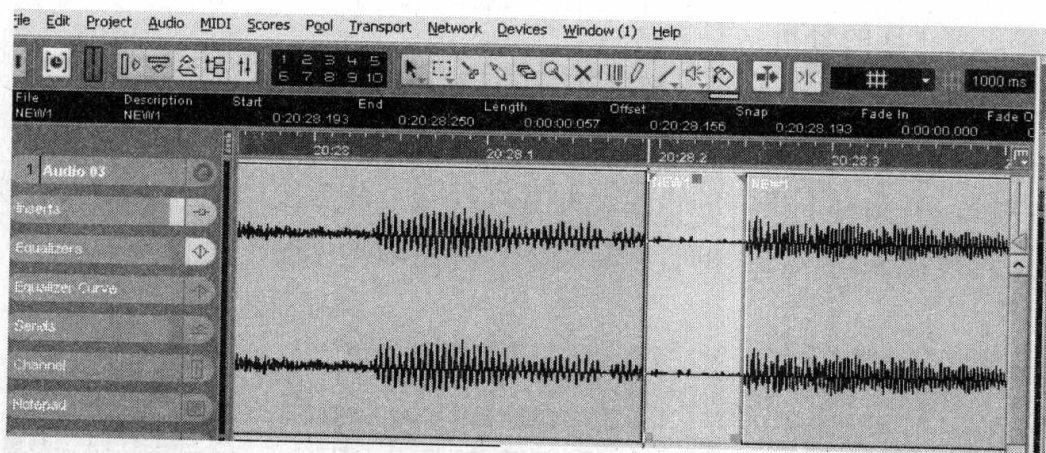 File Edit Project Audio MIDI Scores Pool Transport Network Devices Window (1) Help
1 2 3 4 5
6 7 8 9 10
1000 ms
File Description Start End Length Offset Snap Fade In Fade O
NEW1 NEW1 0:20:28.193 0:20:28.250 0:00:00.057 0:20:29.156 0:20:28.193 0:00:00.000
20:28 20:28.1 20:28.2 20:28.3
1 Audio 03
NEW1 NEW1
Inserts
Equalizers
Equalizer Curve
Sends
Channel
Notepad